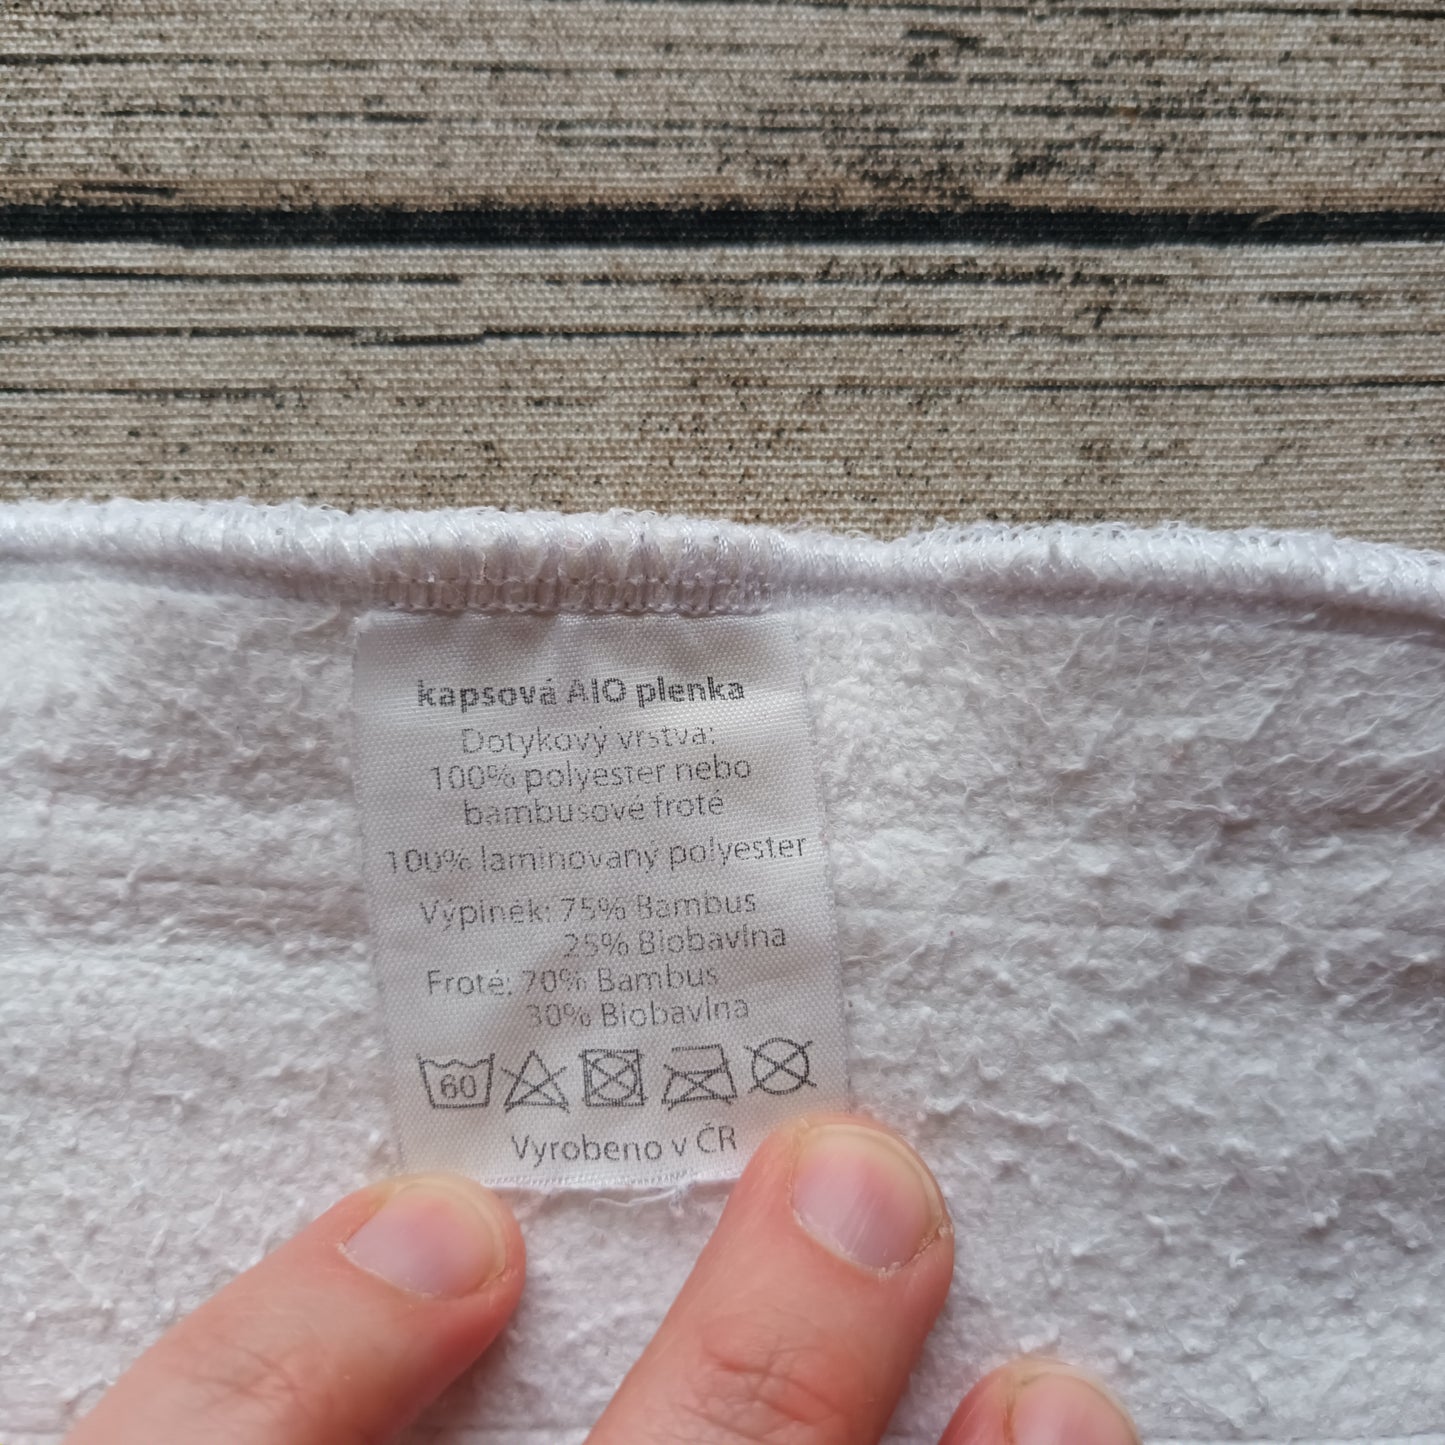 kapsová AIO plenka
Dotykový vrstva:
100% polyester nebo
bambusové froté
100% laminovaný polyester
Výplněk: 75% Bambus
25% Biobavlna
Froté: 70% Bambus
30% Biobavlna
60
Vyrobeno v ČR